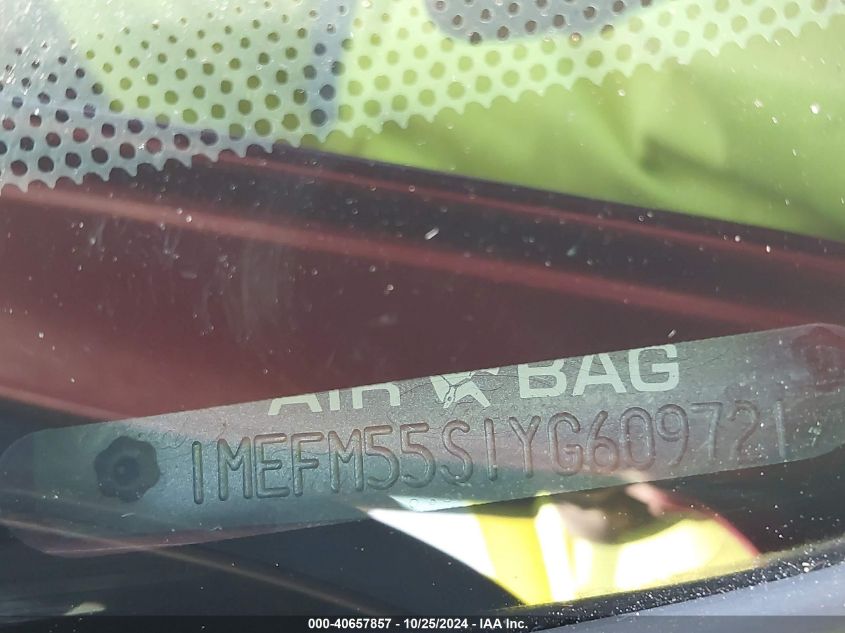 AIR BAG
1MEFM55S1YG609721
000-40657857 - 10/25/2024 - IAA Inc.